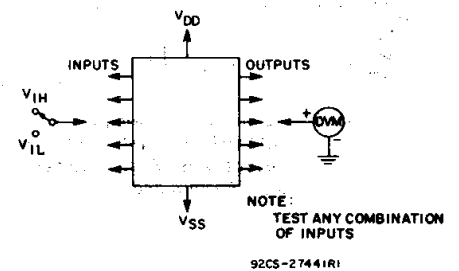 VDD
INPUTS
OUTPUTS
VIH
VIL
+
DVM
-
VSS
NOTE:
TEST ANY COMBINATION
OF INPUTS
92CS-27441R1